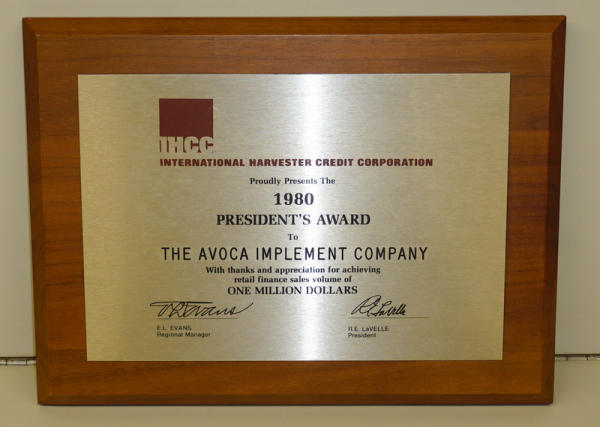 IHCC
INTERNATIONAL HARVESTER CREDIT CORPORATION
Proudly Presents The
1980
PRESIDENT'S AWARD
To
THE AVOCA IMPLEMENT COMPANY
With thanks and appreciation for achieving
retail finance sales volume of
ONE MILLION DOLLARS
E.L. EVANS
Regional Manager
R.E. LaVELLE
President